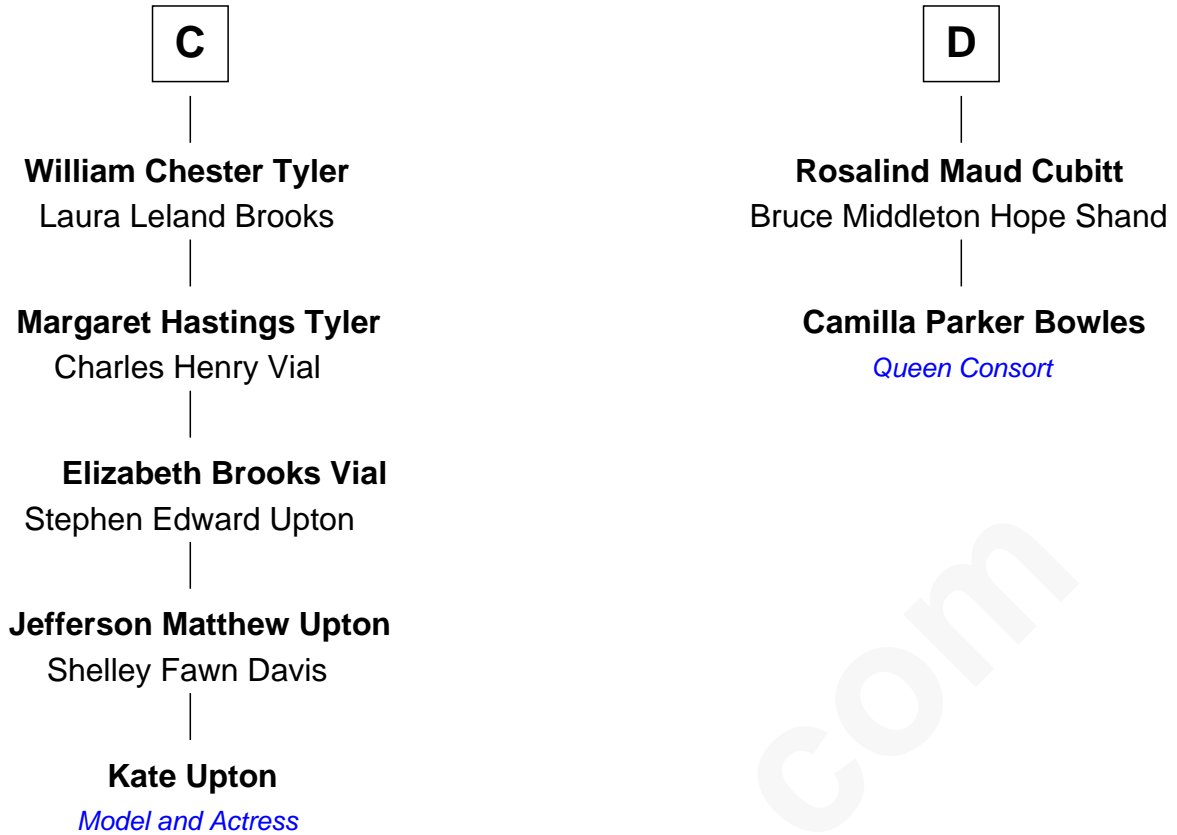 C
William Chester Tyler
Laura Leland Brooks
Margaret Hastings Tyler
Charles Henry Vial
Elizabeth Brooks Vial
Stephen Edward Upton
Jefferson Matthew Upton
Shelley Fawn Davis
Kate Upton
Model and Actress
D
Rosalind Maud Cubitt
Bruce Middleton Hope Shand
Camilla Parker Bowles
Queen Consort
com